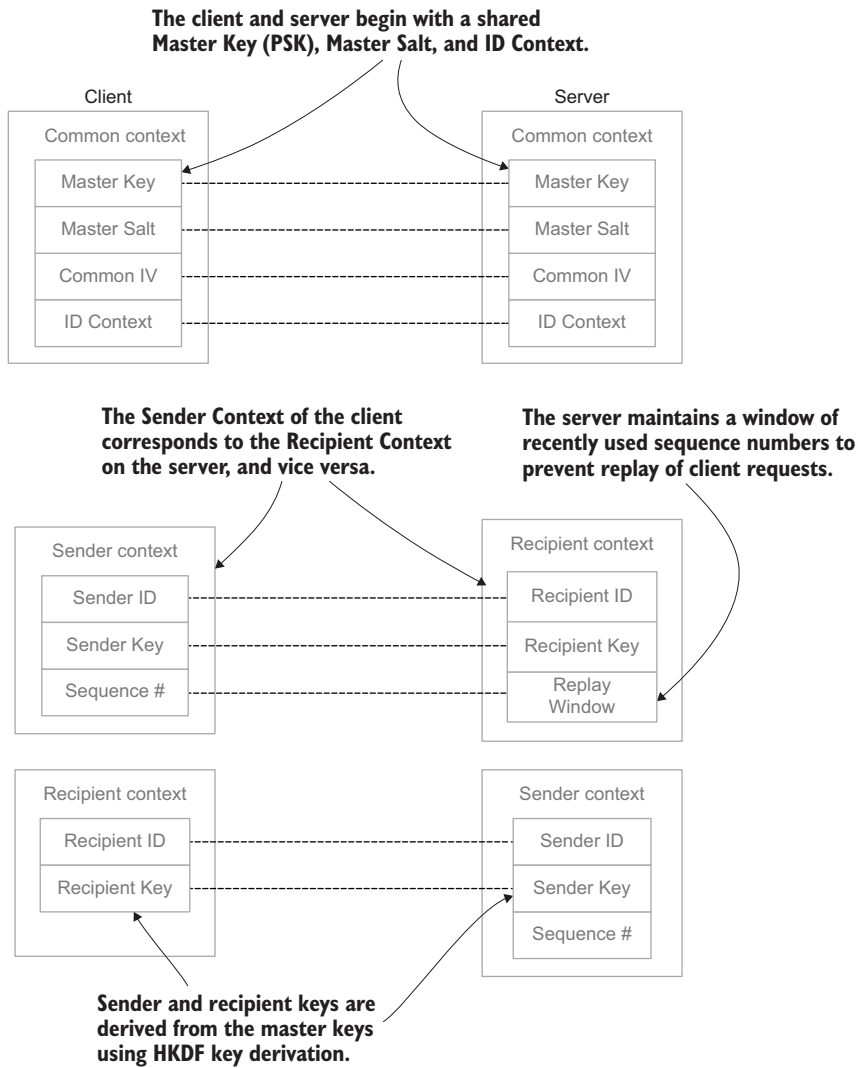 The client and server begin with a shared
Master Key (PSK), Master Salt, and ID Context.
Client
Server
Common context
Common context
Master Key
Master Key
Master Salt
Master Salt
Common IV
Common IV
ID Context
ID Context
The Sender Context of the client
corresponds to the Recipient Context
on the server, and vice versa.
The server maintains a window of
recently used sequence numbers to
prevent replay of client requests.
Sender context
Recipient context
Sender ID
Recipient ID
Sender Key
Recipient Key
Sequence #
Replay
Window
Recipient context
Sender context
Recipient ID
Sender ID
Recipient Key
Sender Key
Sequence #
Sender and recipient keys are
derived from the master keys
using HKDF key derivation.